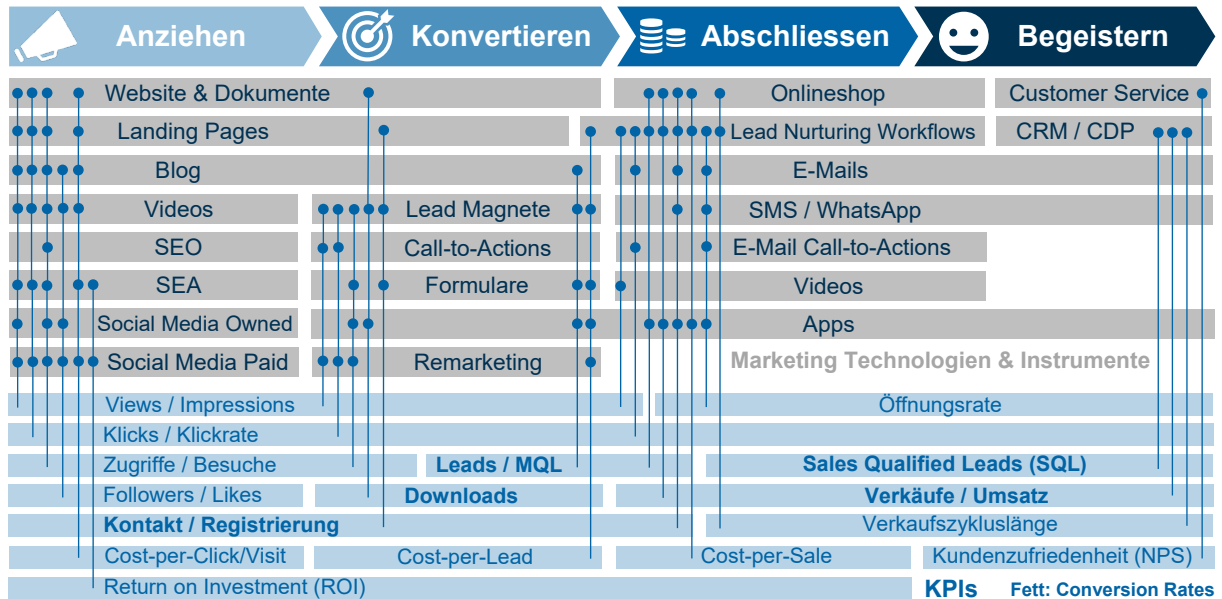 Anziehen Konvertieren Abschliessen Begeistern
Website & Dokumente Onlineshop Customer Service
Landing Pages Lead Nurturing Workflows CRM / CDP
Blog E-Mails
Videos Lead Magnete SMS / WhatsApp
SEO Call-to-Actions E-Mail Call-to-Actions
SEA Formulare Videos
Social Media Owned Apps
Social Media Paid Remarketing Marketing Technologien & Instrumente
Views / Impressions Öffnungsrate
Klicks / Klickrate
Zugriffe / Besuche Leads / MQL Sales Qualified Leads (SQL)
Followers / Likes Downloads Verkäufe / Umsatz
Kontakt / Registrierung Verkaufszykluslänge
Cost-per-Click/Visit Cost-per-Lead Cost-per-Sale Kundenzufriedenheit (NPS)
Return on Investment (ROI) KPIs Fett: Conversion Rates